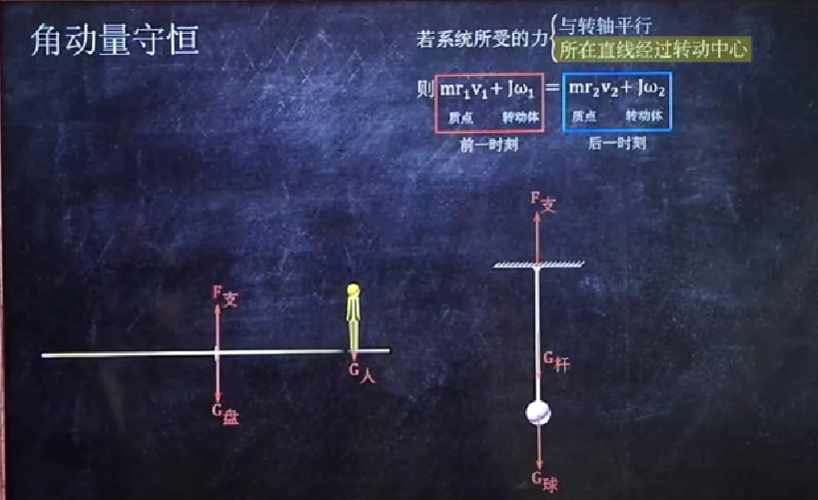 角动量守恒
若系统所受的力{与转轴平行
所在直线经过转动中心
则 mr₁v₁+Jω₁ = mr₂v₂+Jω₂
质点 转动体 质点 转动体
前一时刻 后一时刻
F支
F支
G人
G盘
G杆
G球